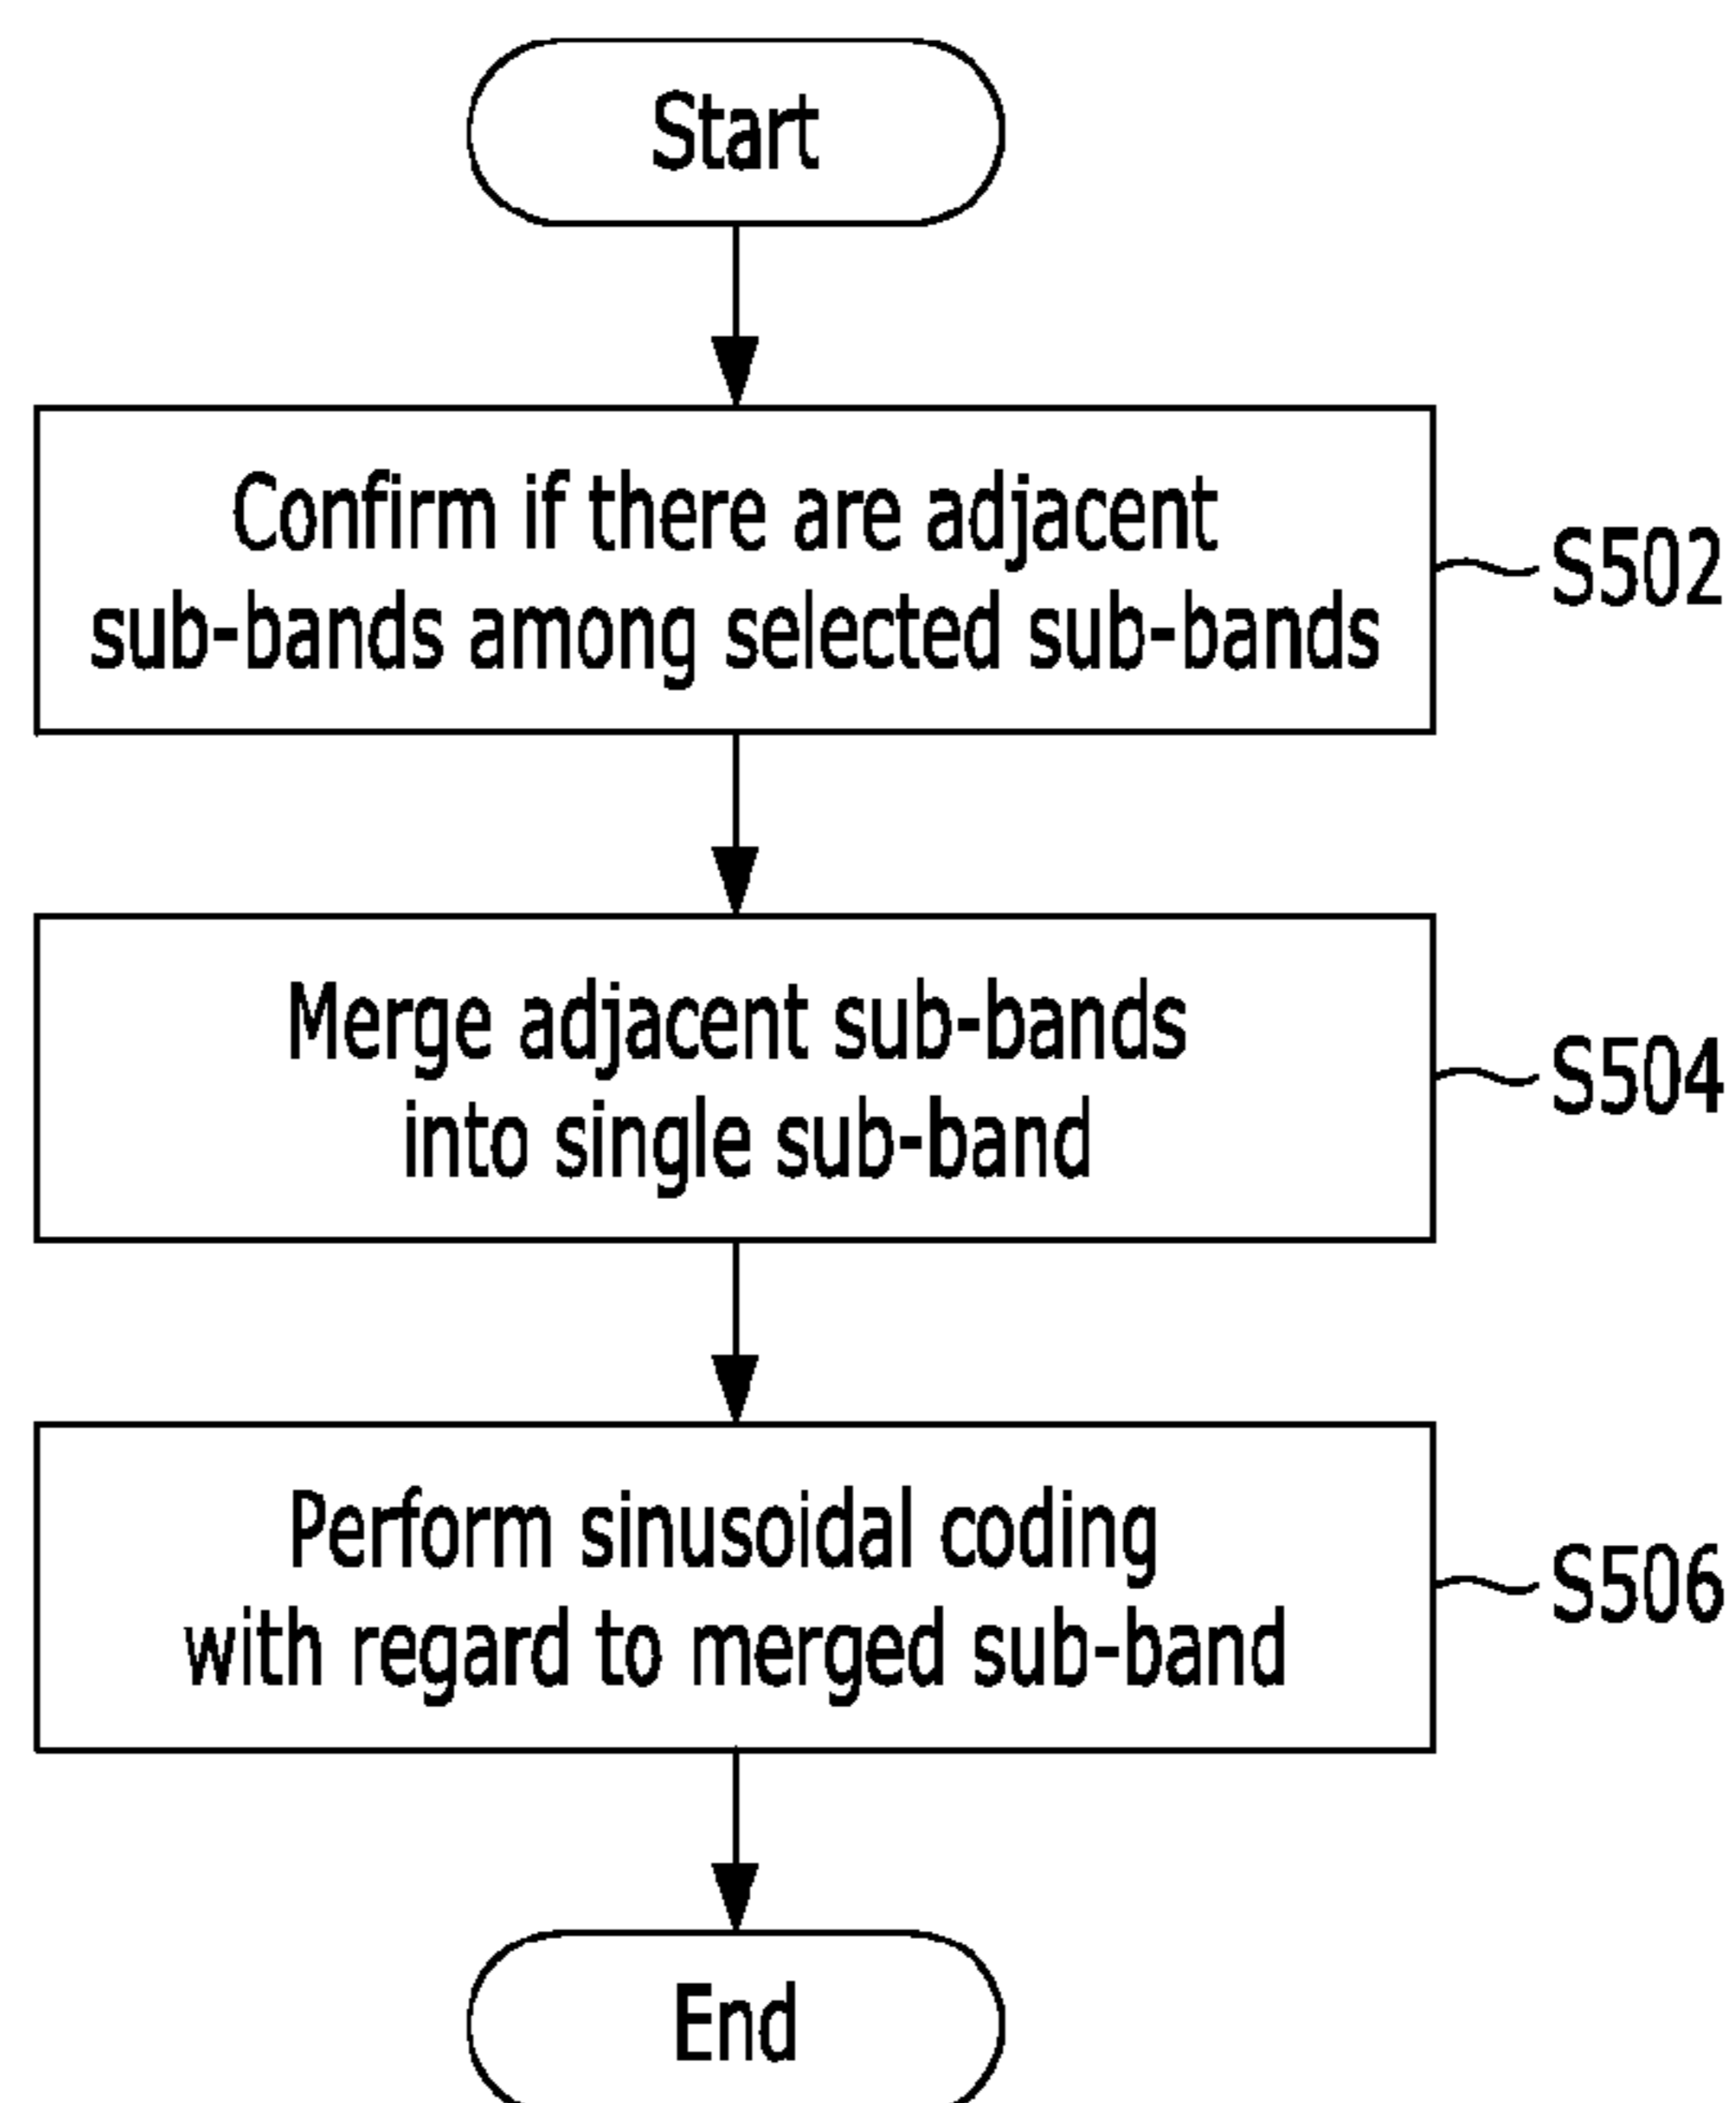 Start
Confirm if there are adjacent
sub-bands among selected sub-bands
S502
Merge adjacent sub-bands
into single sub-band
S504
Perform sinusoidal coding
with regard to merged sub-band
S506
End